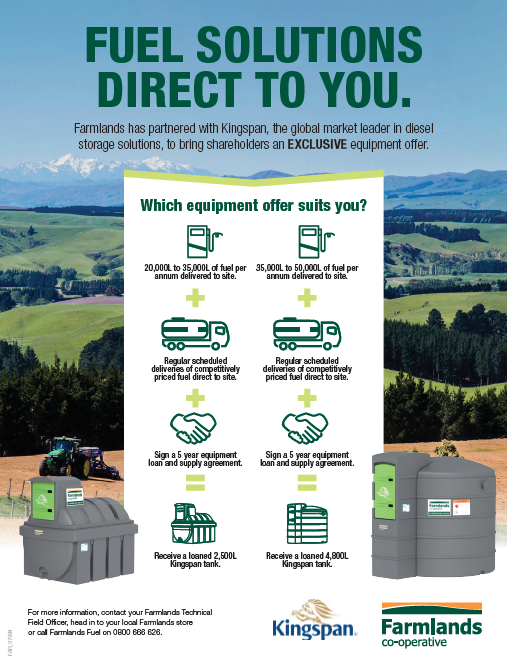 FUEL SOLUTIONS
DIRECT TO YOU.
Farmlands has partnered with Kingspan, the global market leader in diesel
storage solutions, to bring shareholders an EXCLUSIVE equipment offer.
Which equipment offer suits you?
20,000L to 35,000L of fuel per
annum delivered to site.
35,000L to 50,000L of fuel per
annum delivered to site.
+
+
Regular scheduled
deliveries of competitively
priced fuel direct to site.
Regular scheduled
deliveries of competitively
priced fuel direct to site.
+
+
Sign a 5 year equipment
loan and supply agreement.
Sign a 5 year equipment
loan and supply agreement.
=
=
Receive a loaned 2,500L
Kingspan tank.
Receive a loaned 4,800L
Kingspan tank.
Farmlands
Farmlands
For more information, contact your Farmlands Technical
Field Officer, head in to your local Farmlands store
or call Farmlands Fuel on 0800 666 626.
Kingspan
Farmlands
co-operative